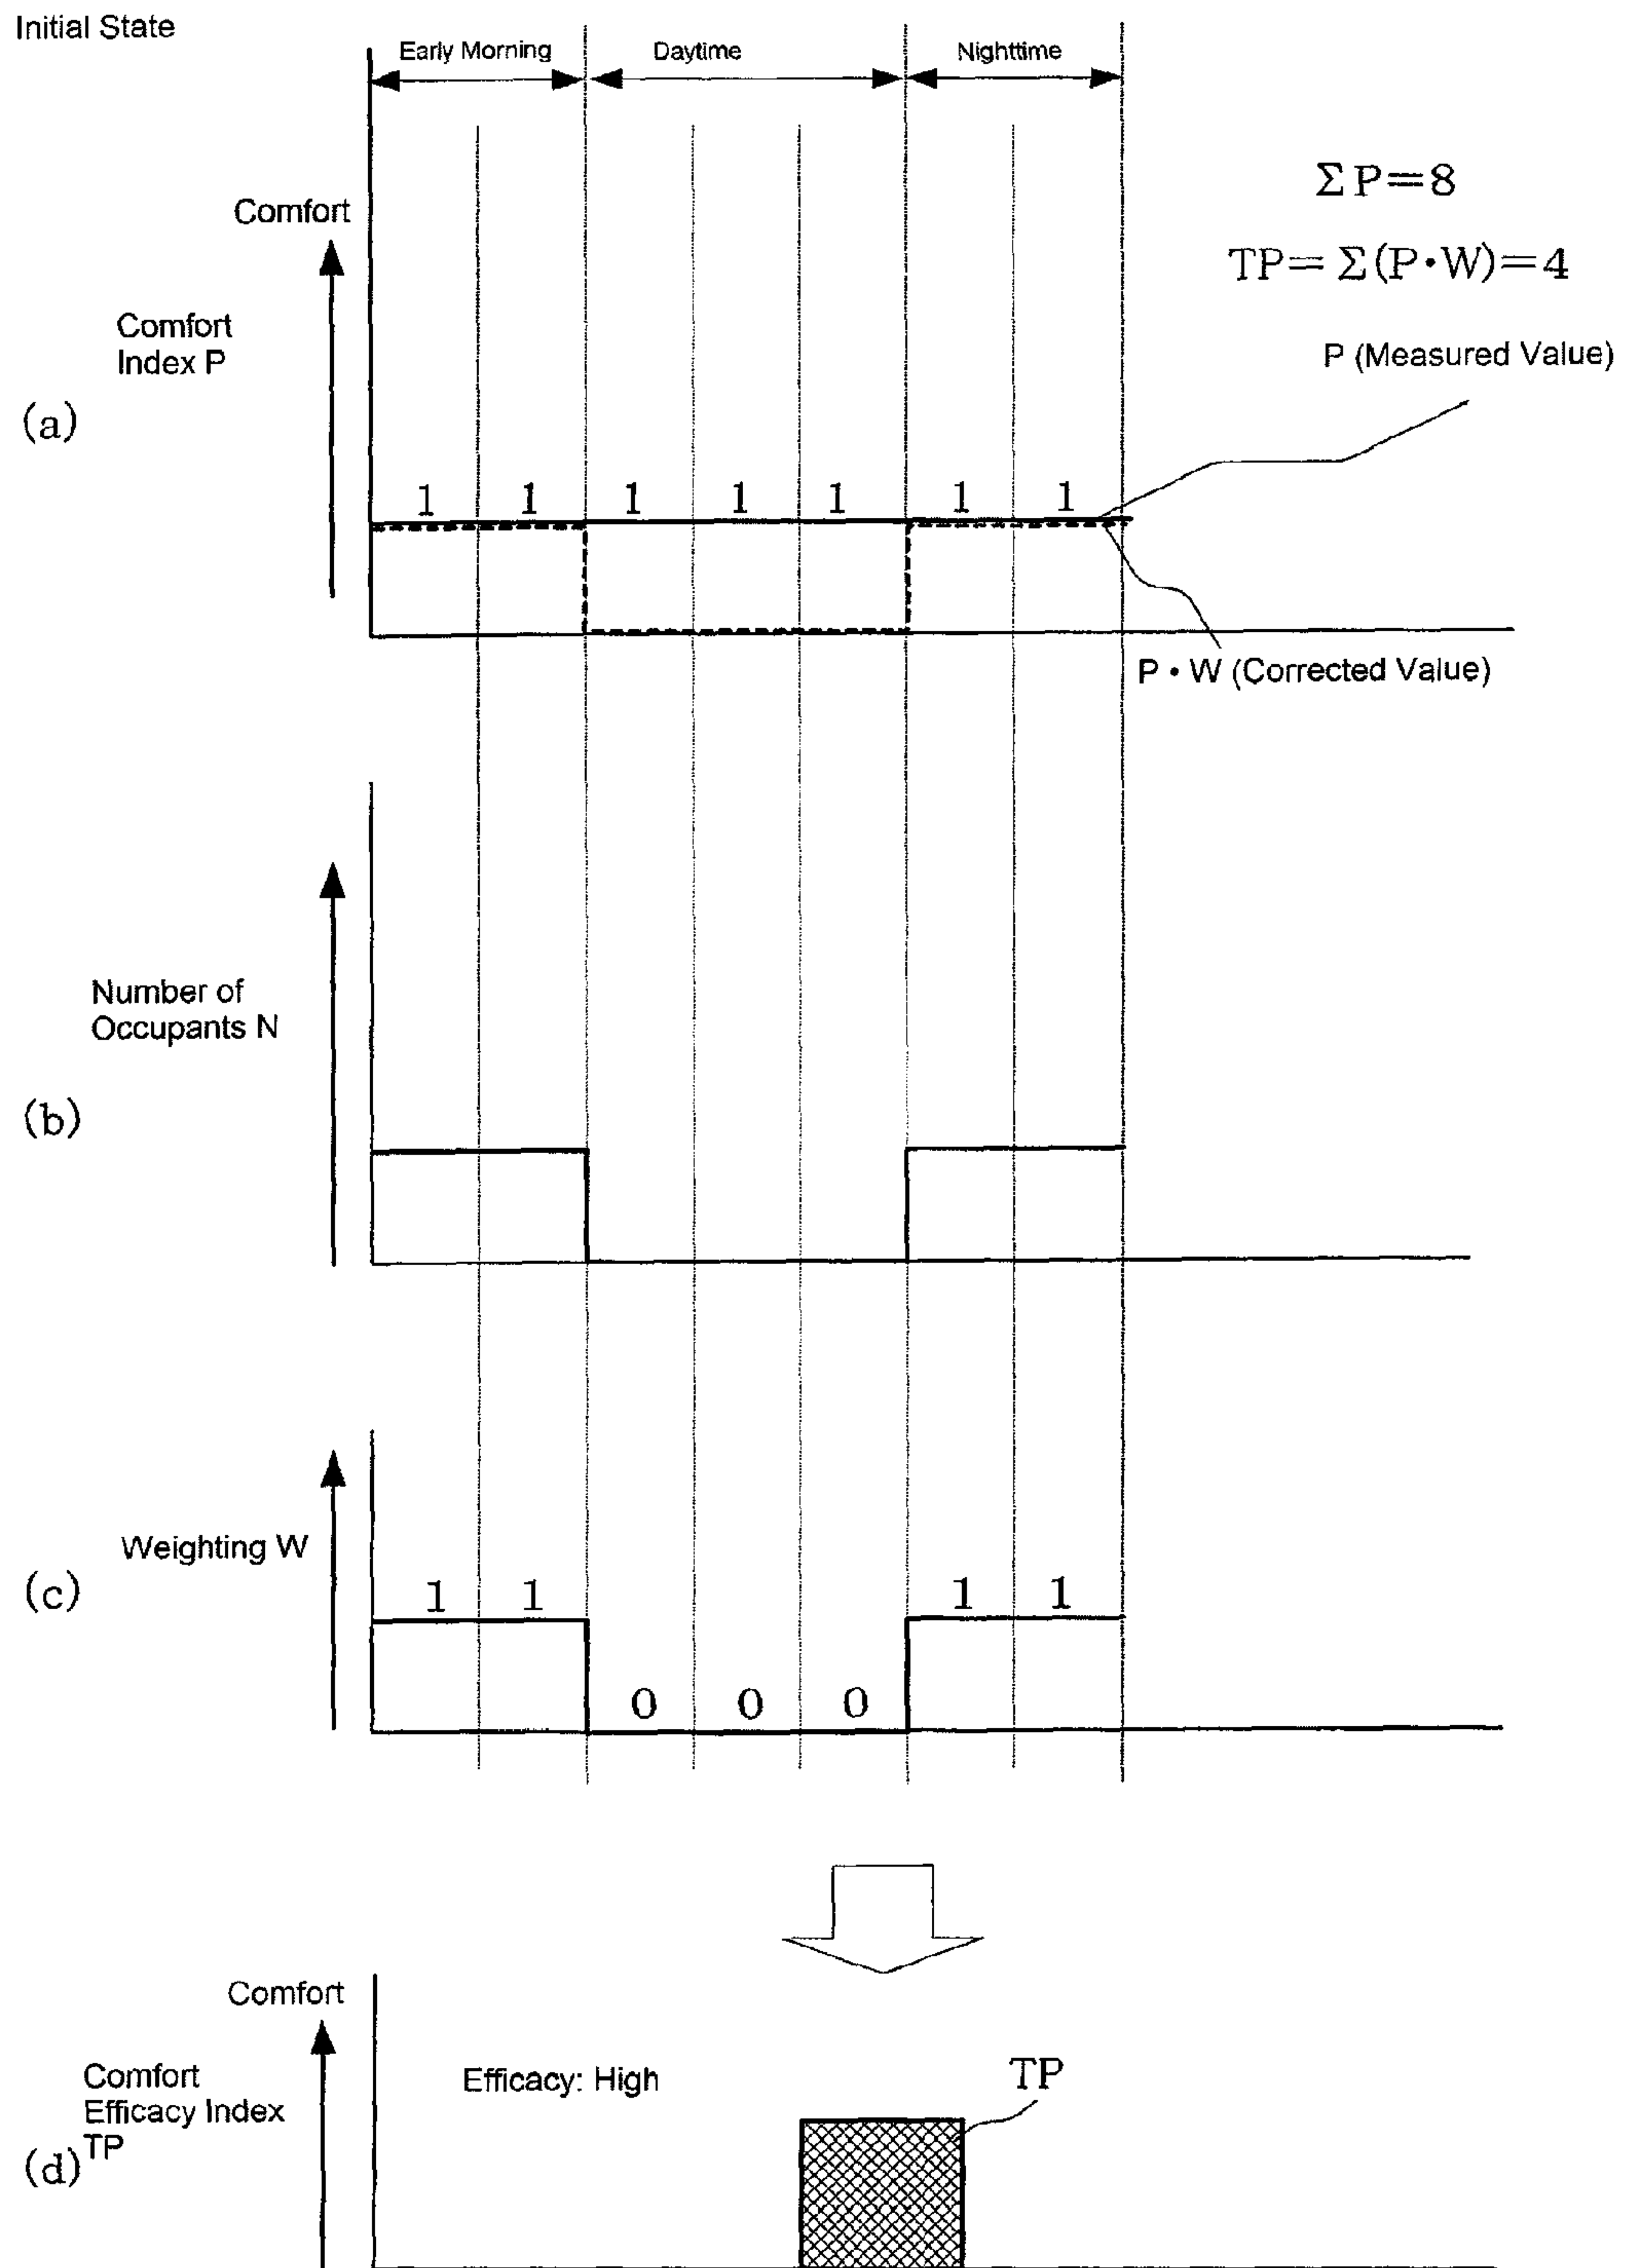 Initial State
Early Morning
Daytime
Nighttime
ΣP=8
TP=Σ(P·W)=4
Comfort
Comfort
Index P
P (Measured Value)
(a)
1 1 1 1 1 1 1
P • W (Corrected Value)
Number of
Occupants N
(b)
Weighting W
(c)
1 1 1 1
0 0 0
Comfort
Comfort
Efficacy Index
TP
Efficacy: High
TP
(d)